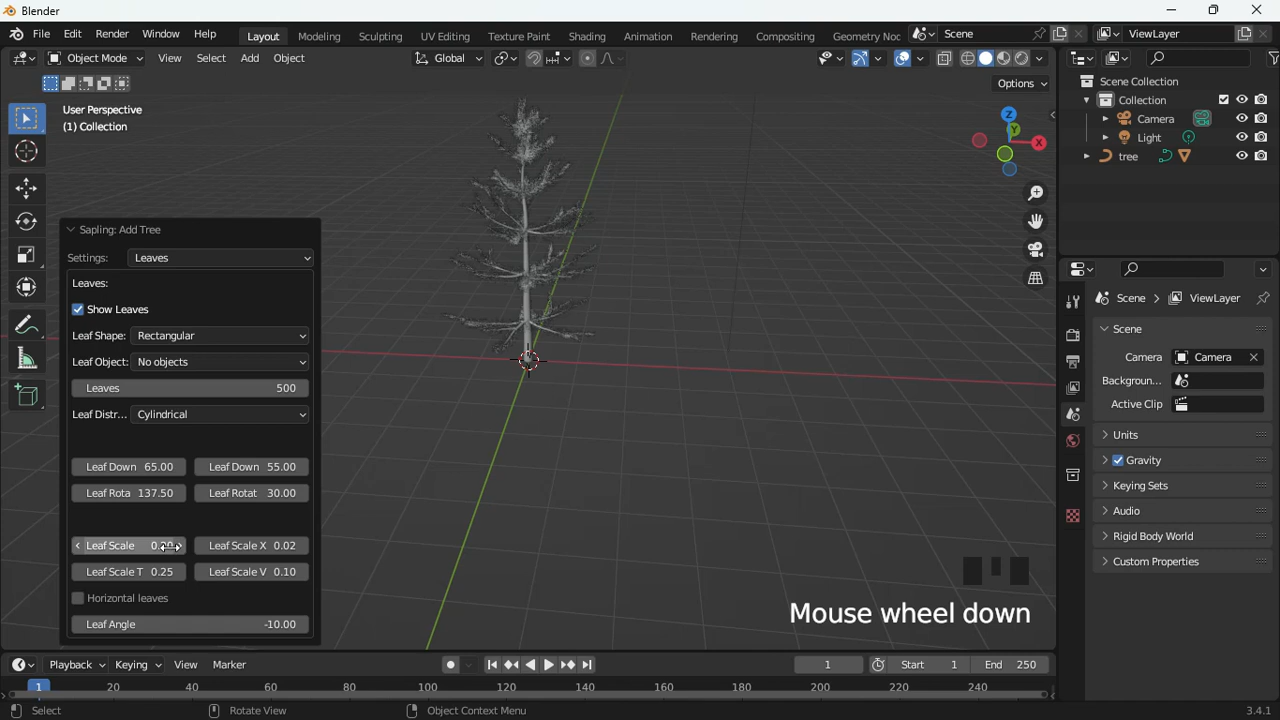 Blender
File Edit Render Window Help Layout Modeling Sculpting UV Editing Texture Paint Shading Animation Rendering Compositing Geometry Noc Scene ViewLayer
Object Mode View Select Add Object Global
Options
User Perspective
(1) Collection
Z
Y
X
Scene Collection
Collection
Camera
Light
tree
Sapling: Add Tree
Settings: Leaves
Leaves:
Show Leaves
Leaf Shape: Rectangular
Leaf Object: No objects
Leaves 500
Leaf Distr... Cylindrical
Leaf Down 65.00 Leaf Down 55.00
Leaf Rota 137.50 Leaf Rotat 30.00
Leaf Scale Leaf Scale X 0.02
Leaf Scale T 0.25 Leaf Scale V 0.10
Horizontal leaves
Leaf Angle -10.00
Scene ViewLayer
Scene
Camera Camera
Backgroun...
Active Clip
Units
Gravity
Keying Sets
Audio
Rigid Body World
Custom Properties
Mouse wheel down
Playback Keying View Marker 1 Start 1 End 250
1 20 40 60 80 100 120 140 160 180 200 220 240
Select Rotate View Object Context Menu 3.4.1